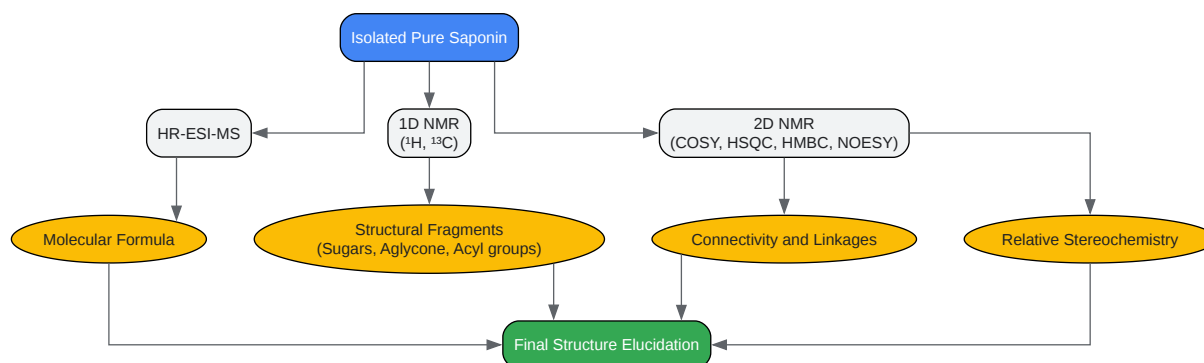 Isolated Pure Saponin
HR-ESI-MS
1D NMR
(¹H, ¹³C)
2D NMR
(COSY, HSQC, HMBC, NOESY)
Molecular Formula
Structural Fragments
(Sugars, Aglycone, Acyl groups)
Connectivity and Linkages
Relative Stereochemistry
Final Structure Elucidation